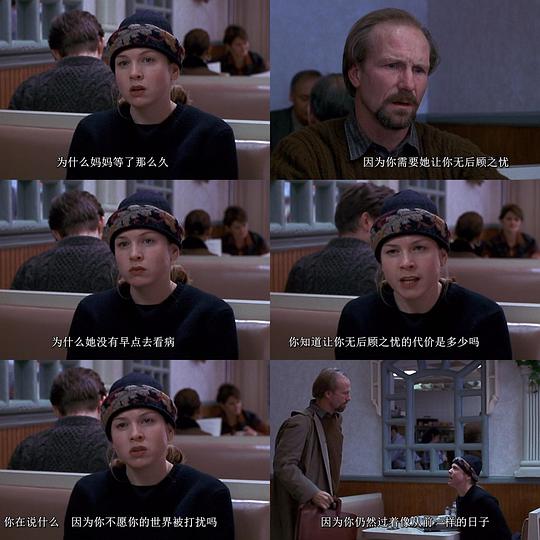 为什么妈妈等了那么久
因为你需要她让你无后顾之忧
为什么她没有早点去看病
你知道让你无后顾之忧的代价是多少吗
你在说什么 因为你不愿你的世界被打扰吗
因为你仍然过着像从前一样的日子